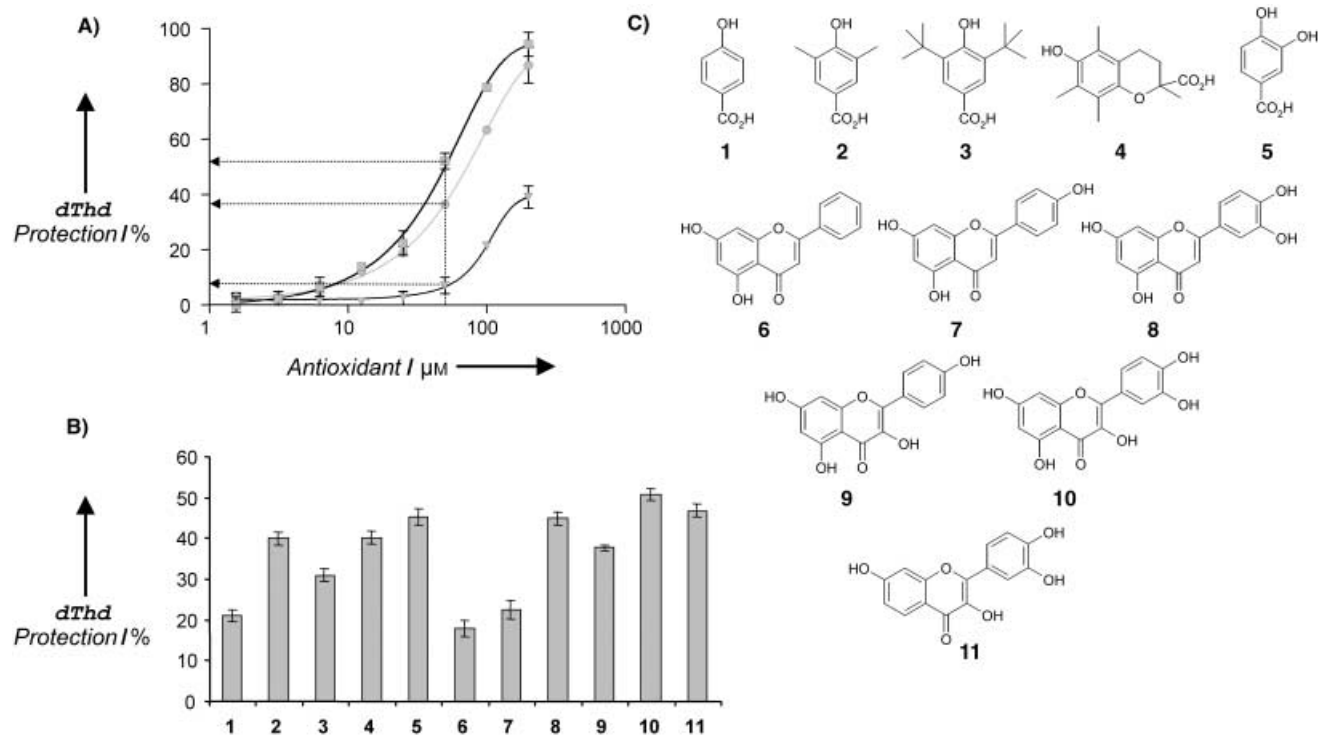 A)
100
80
60
40
20
0
dThd
Protection / %
1 10 100 1000
Antioxidant / μM
B)
60
50
40
30
20
10
0
dThd
Protection / %
1 2 3 4 5 6 7 8 9 10 11
C)
OH
CO₂H
1
OH
CO₂H
2
OH
CO₂H
3
HO
O
CO₂H
4
OH
OH
CO₂H
5
HO
O
OH O
6
OH
HO
O
OH O
7
OH
HO
O
OH
OH O
8
OH
HO
O
OH
OH O
9
OH
HO
O
OH
OH
OH O
10
OH
HO
O
OH
OH
O
11